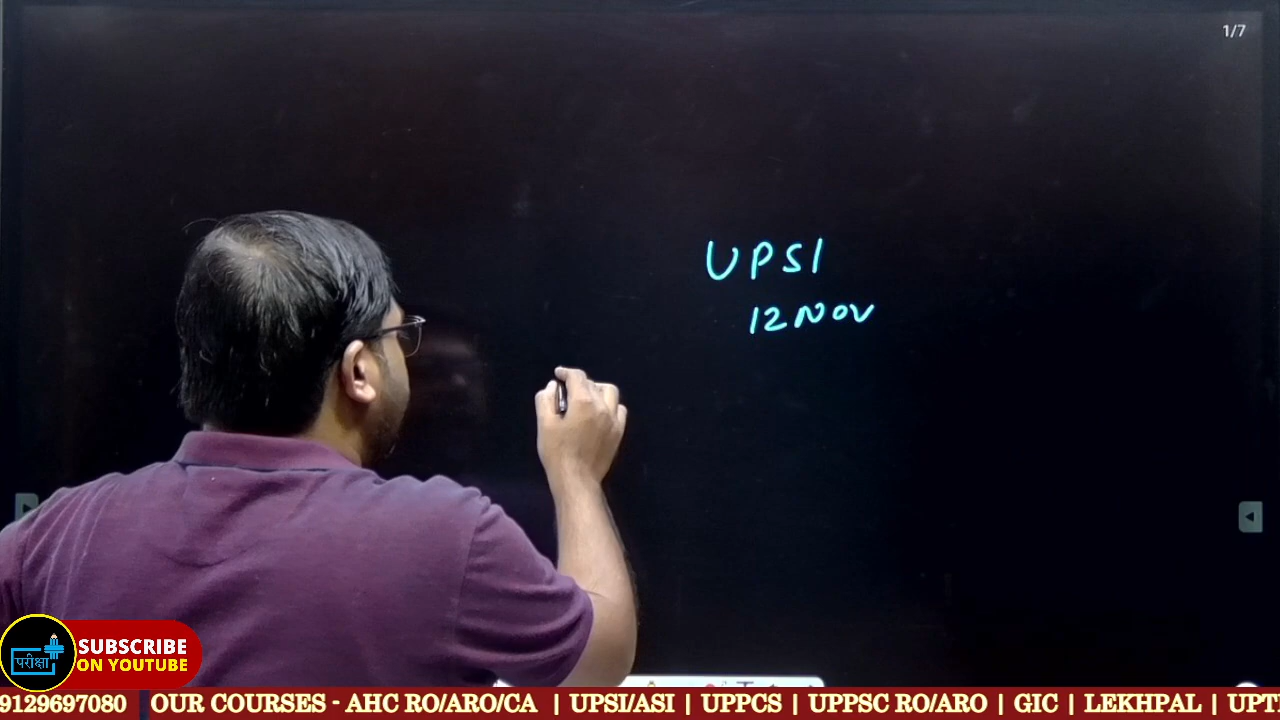 1/7
UPSI
12 Nov
परीक्षा
SUBSCRIBE
ON YOUTUBE
9129697080 OUR COURSES - AHC RO/ARO/CA | UPSI/ASI | UPPCS | UPPSC RO/ARO | GIC | LEKHPAL |